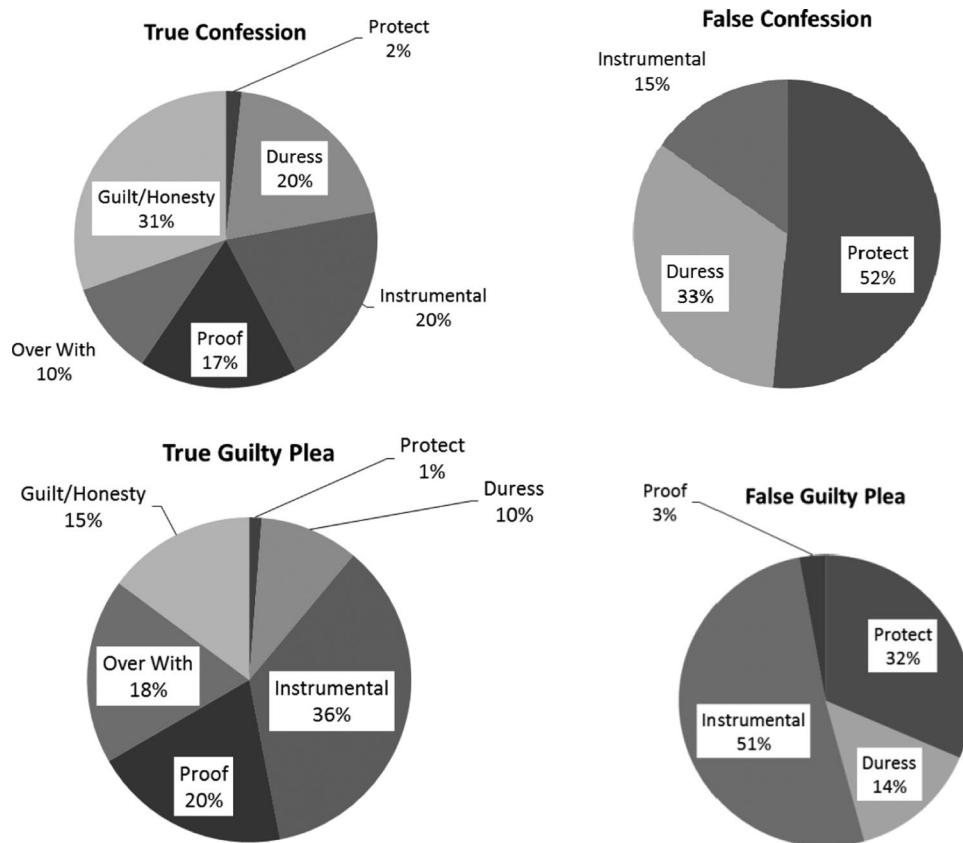 True Confession
Protect
2%
Duress
20%
Instrumental
20%
Proof
17%
Over With
10%
Guilt/Honesty
31%
False Confession
Instrumental
15%
Protect
52%
Duress
33%
True Guilty Plea
Protect
1%
Duress
10%
Instrumental
36%
Proof
20%
Over With
18%
Guilt/Honesty
15%
False Guilty Plea
Proof
3%
Protect
32%
Duress
14%
Instrumental
51%